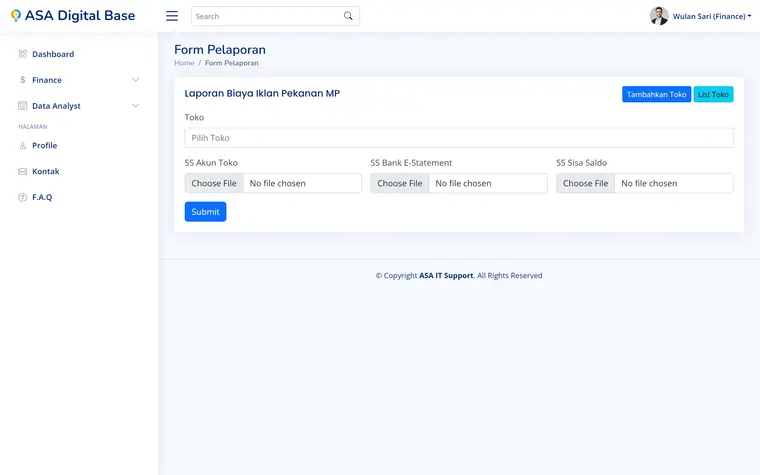 ASA Digital Base
Search
Wulan Sari (Finance)
Dashboard
Finance
Data Analyst
HALAMAN
Profile
Kontak
F.A.Q
Form Pelaporan
Home / Form Pelaporan
Laporan Biaya Iklan Pekanan MP
Tambahkan Toko
List Toko
Toko
Pilih Toko
SS Akun Toko
SS Bank E-Statement
SS Sisa Saldo
Choose File No file chosen
Choose File No file chosen
Choose File No file chosen
Submit
© Copyright ASA IT Support. All Rights Reserved